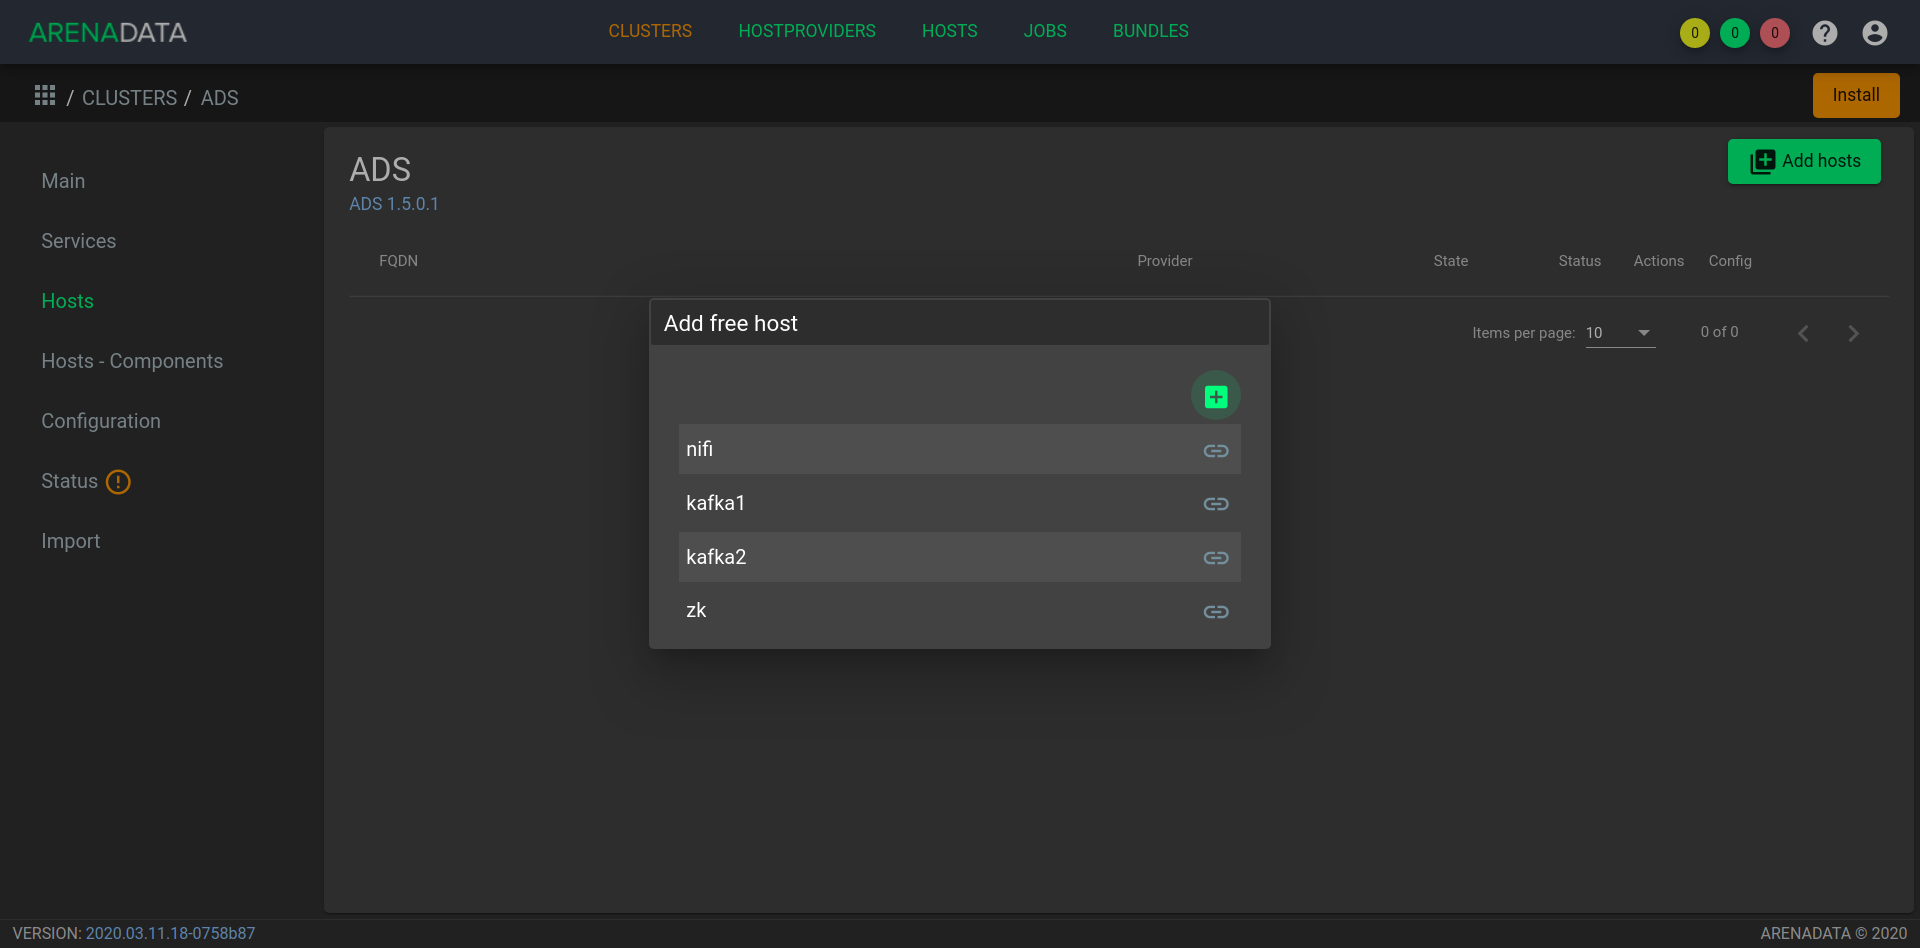 ARENADATA
CLUSTERS HOSTPROVIDERS HOSTS JOBS BUNDLES
0 0 0
/ CLUSTERS / ADS
Install
Main
Services
Hosts
Hosts - Components
Configuration
Status
Import
ADS
ADS 1.5.0.1
Add hosts
FQDN Provider State Status Actions Config
Items per page: 10 0 of 0
Add free host
nifi
kafka1
kafka2
zk
VERSION: 2020.03.11.18-0758b87
ARENADATA © 2020